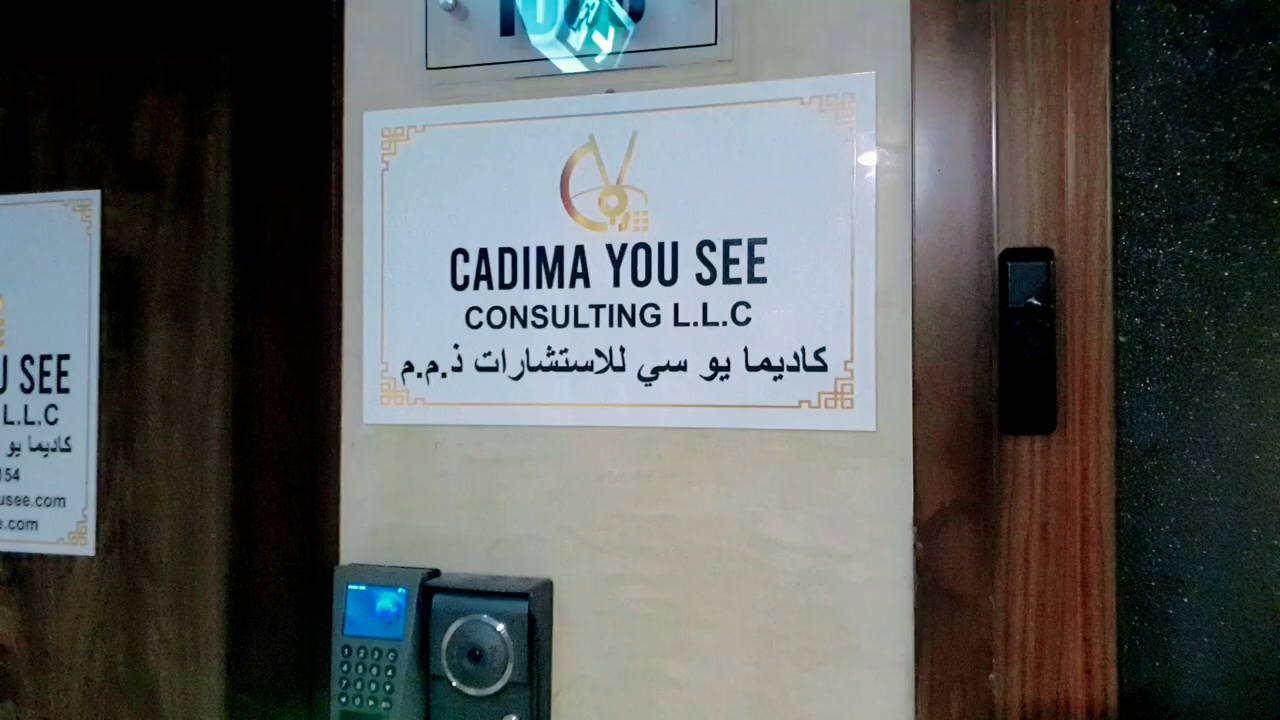 CADIMA YOU SEE
CONSULTING L.L.C
كاديما يو سي للاستشارات ذ.م.م
U SEE
L.L.C
كاديما يو
154
usee.com
e.com